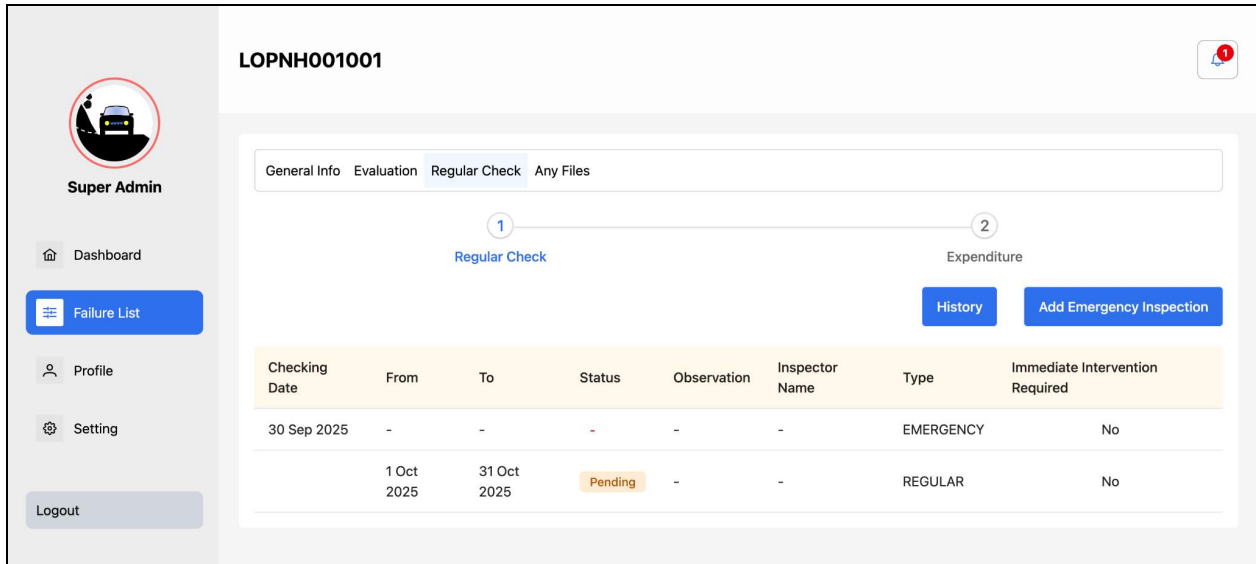 LOPNH001001
1
Super Admin
Dashboard
Failure List
Profile
Setting
Logout
General Info Evaluation Regular Check Any Files
1 2
Regular Check Expenditure
History Add Emergency Inspection
Checking Date From To Status Observation Inspector Name Type Immediate Intervention Required
30 Sep 2025 - - - - - EMERGENCY No
1 Oct 2025 31 Oct 2025 Pending - - REGULAR No